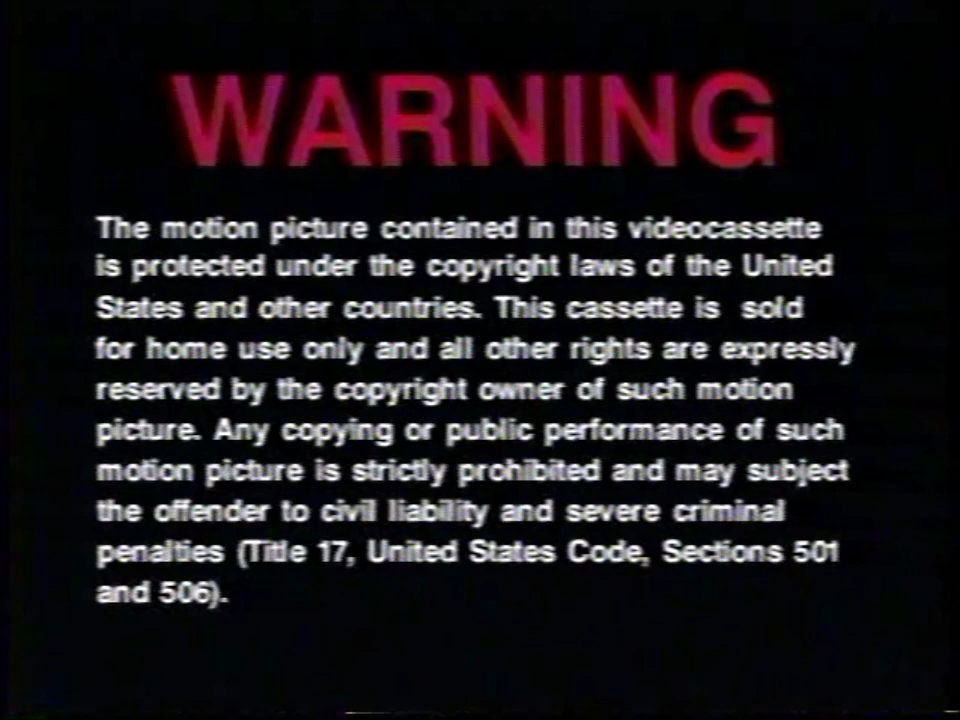 WARNING
The motion picture contained in this videocassette
is protected under the copyright laws of the United
States and other countries. This cassette is sold
for home use only and all other rights are expressly
reserved by the copyright owner of such motion
picture. Any copying or public performance of such
motion picture is strictly prohibited and may subject
the offender to civil liability and severe criminal
penalties (Title 17, United States Code, Sections 501
and 506).